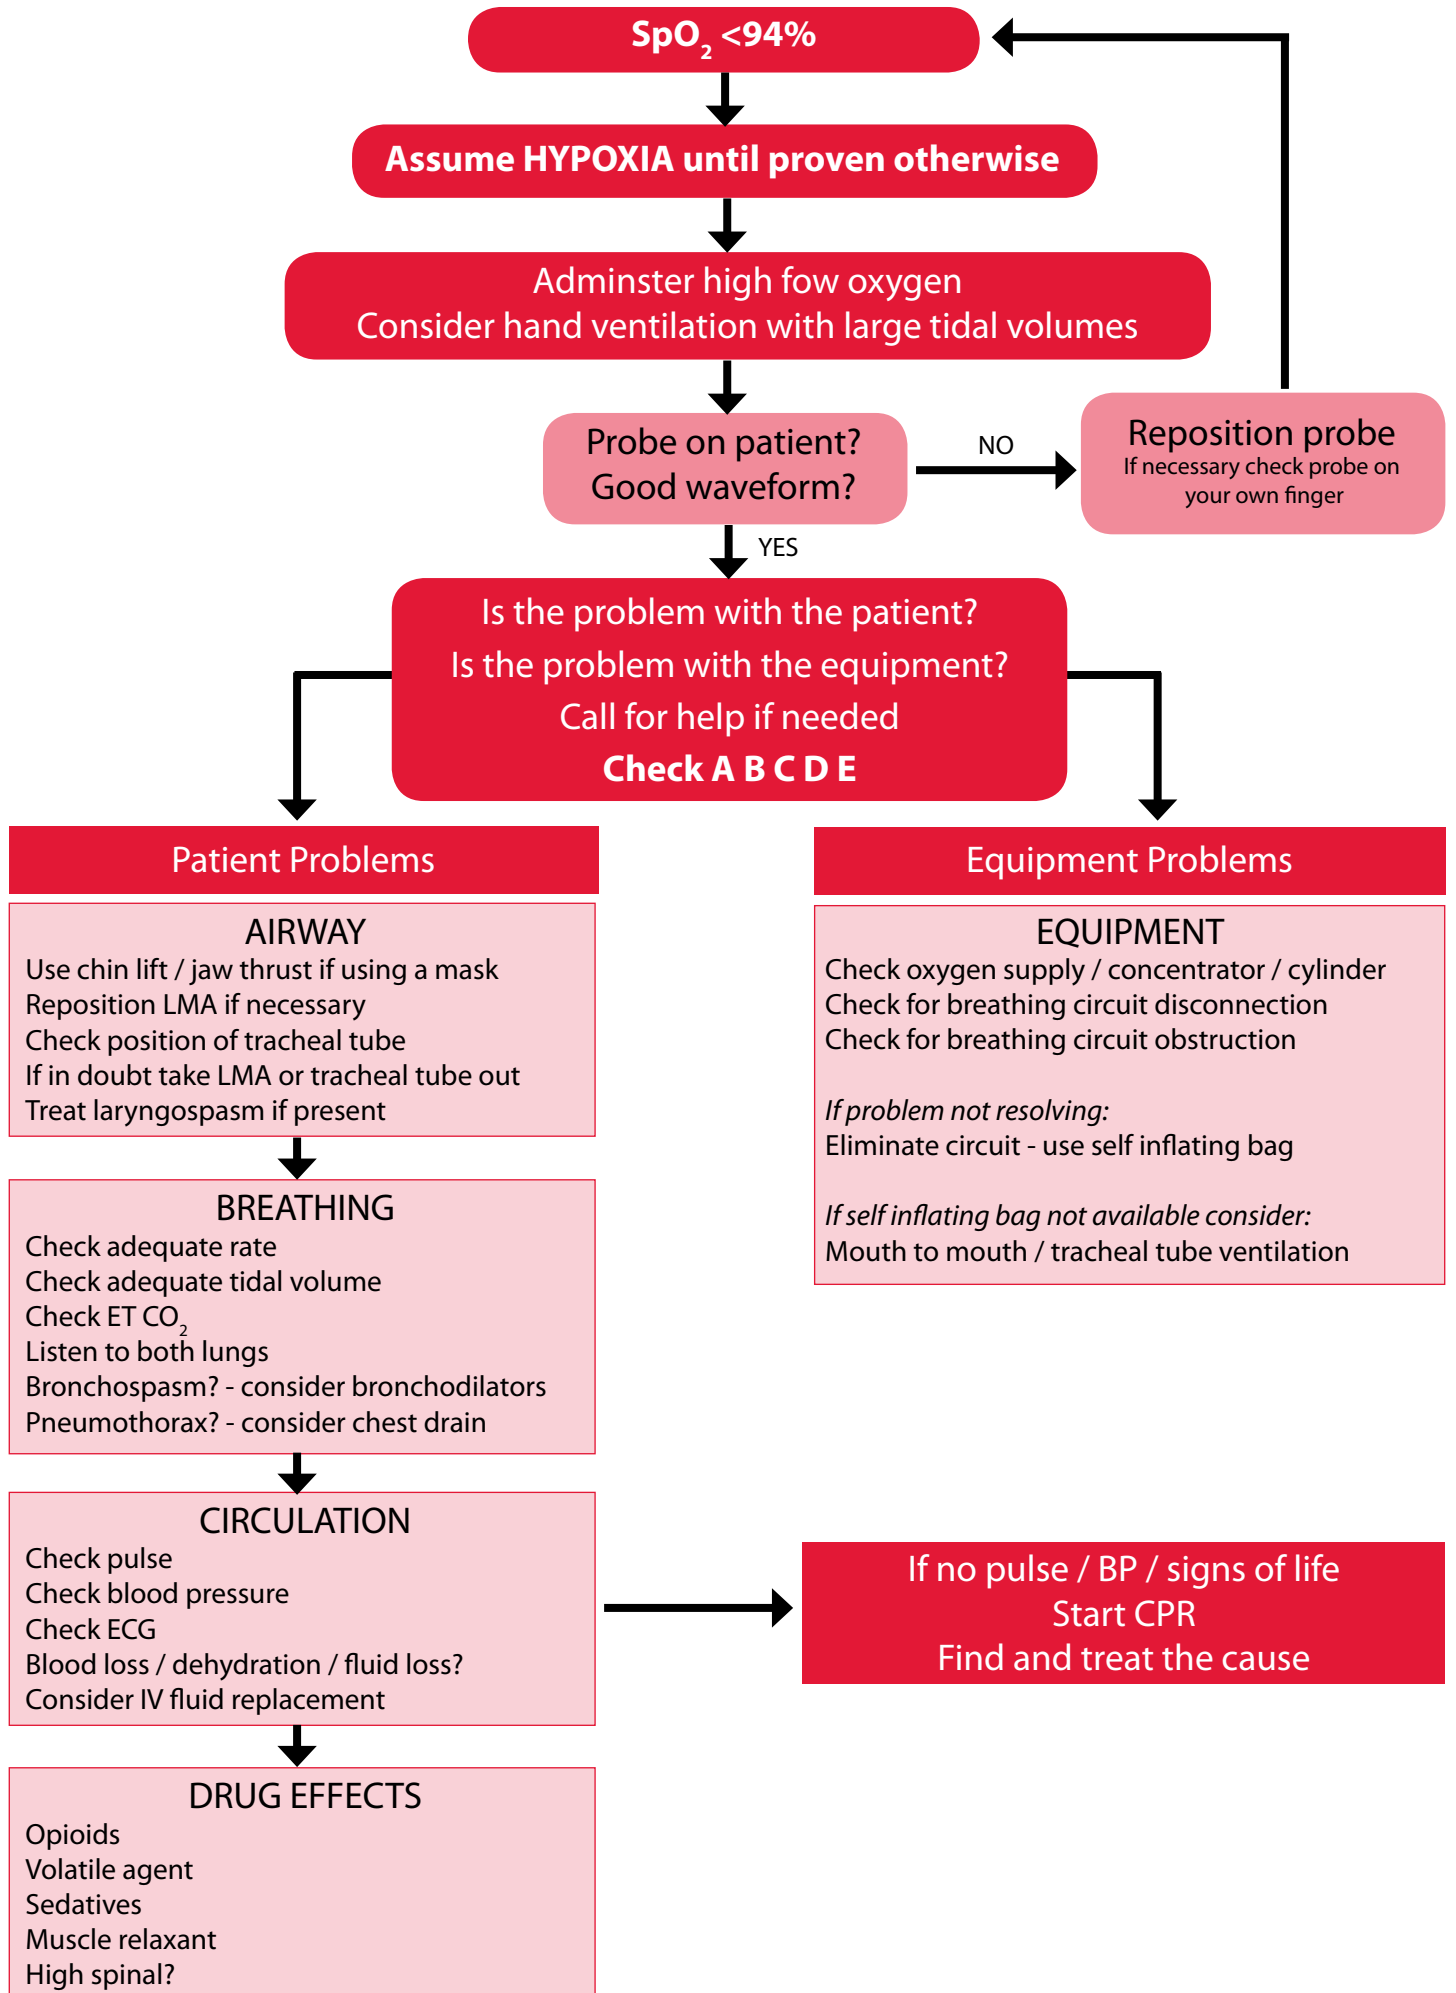 SpO₂ <94%
Assume HYPOXIA until proven otherwise
Adminster high fow oxygen
Consider hand ventilation with large tidal volumes
Probe on patient?
Good waveform?
NO
Reposition probe
If necessary check probe on
your own finger
YES
Is the problem with the patient?
Is the problem with the equipment?
Call for help if needed
Check A B C D E
Patient Problems
AIRWAY
Use chin lift / jaw thrust if using a mask
Reposition LMA if necessary
Check position of tracheal tube
If in doubt take LMA or tracheal tube out
Treat laryngospasm if present
BREATHING
Check adequate rate
Check adequate tidal volume
Check ET CO₂
Listen to both lungs
Bronchospasm? - consider bronchodilators
Pneumothorax? - consider chest drain
CIRCULATION
Check pulse
Check blood pressure
Check ECG
Blood loss / dehydration / fluid loss?
Consider IV fluid replacement
DRUG EFFECTS
Opioids
Volatile agent
Sedatives
Muscle relaxant
High spinal?
Equipment Problems
EQUIPMENT
Check oxygen supply / concentrator / cylinder
Check for breathing circuit disconnection
Check for breathing circuit obstruction
If problem not resolving:
Eliminate circuit - use self inflating bag
If self inflating bag not available consider:
Mouth to mouth / tracheal tube ventilation
If no pulse / BP / signs of life
Start CPR
Find and treat the cause